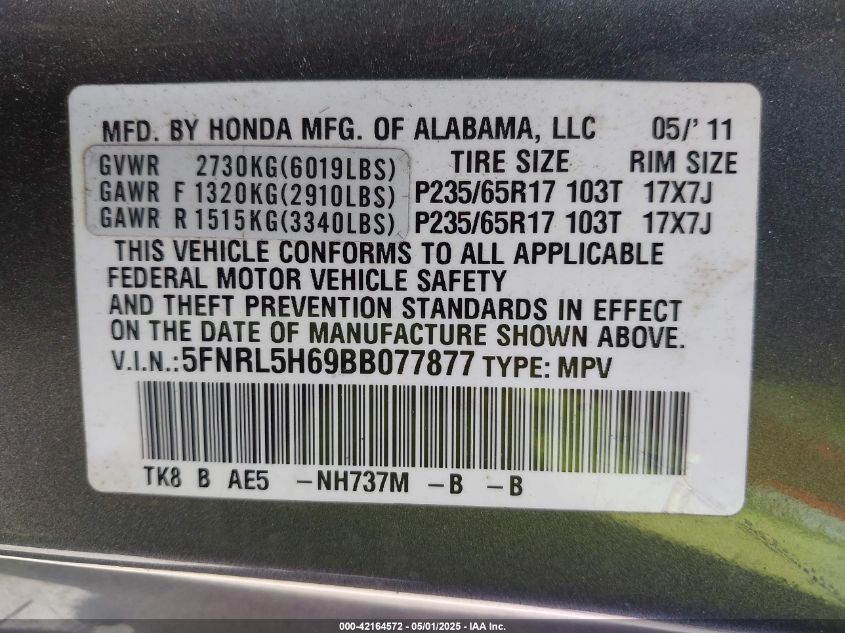 MFD. BY HONDA MFG. OF ALABAMA, LLC 05/' 11
GVWR 2730KG(6019LBS) TIRE SIZE RIM SIZE
GAWR F 1320KG(2910LBS) P235/65R17 103T 17X7J
GAWR R 1515KG(3340LBS) P235/65R17 103T 17X7J
THIS VEHICLE CONFORMS TO ALL APPLICABLE
FEDERAL MOTOR VEHICLE SAFETY
AND THEFT PREVENTION STANDARDS IN EFFECT
ON THE DATE OF MANUFACTURE SHOWN ABOVE.
V.I.N.: 5FNRL5H69BB077877 TYPE: MPV
TK8 B AE5 -NH737M -B -B
000-42164572 - 05/01/2025 - IAA Inc.